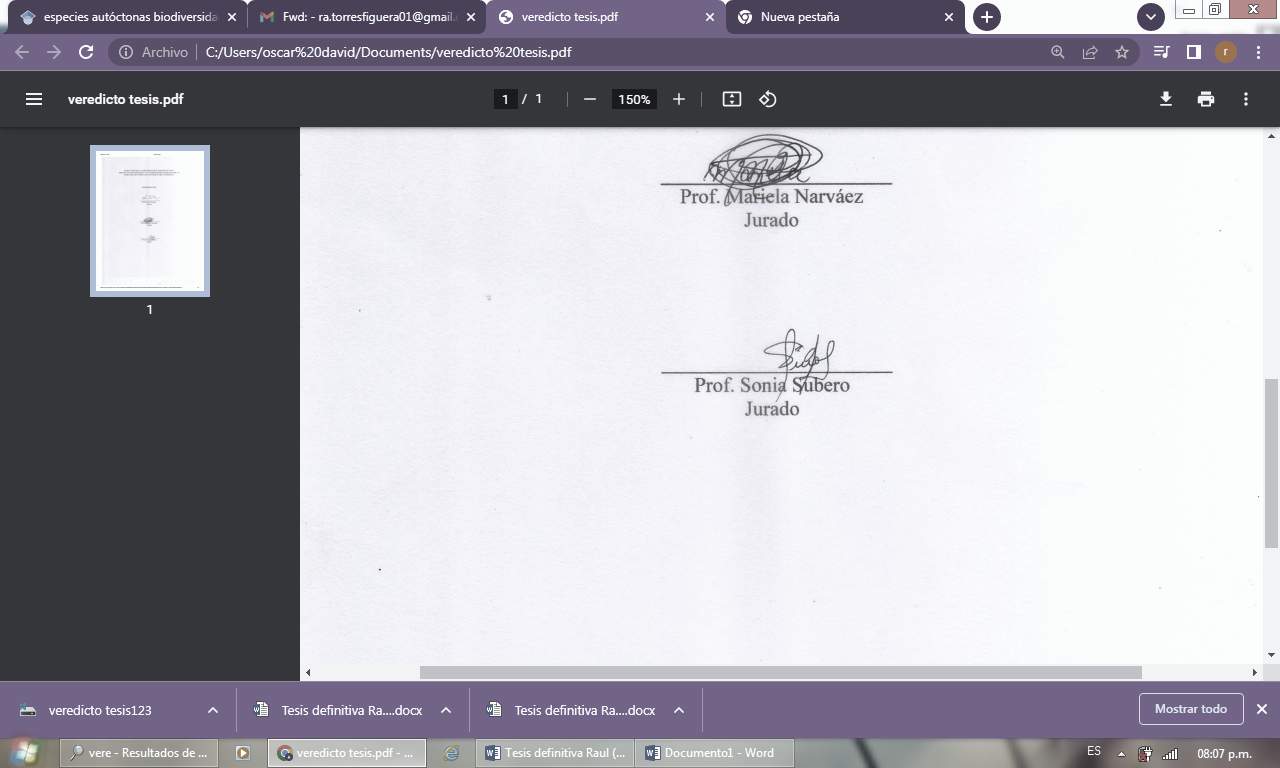 especies autóctonas biodiversida
Fwd: - ra.torresfiguera01@gmail.c
veredicto tesis.pdf
Nueva pestaña
Archivo
C:/Users/oscar%20david/Documents/veredicto%20tesis.pdf
r
veredicto tesis.pdf
1 / 1
150%
1
Prof. Mariela Narváez
Jurado
Prof. Sonia Subero
Jurado
veredicto tesis123
Tesis definitiva Ra....docx
Tesis definitiva Ra....docx
Mostrar todo
vere - Resultados de ...
veredicto tesis.pdf - ...
Tesis definitiva Raul (...
Documento1 - Word
ES
08:07 p.m.